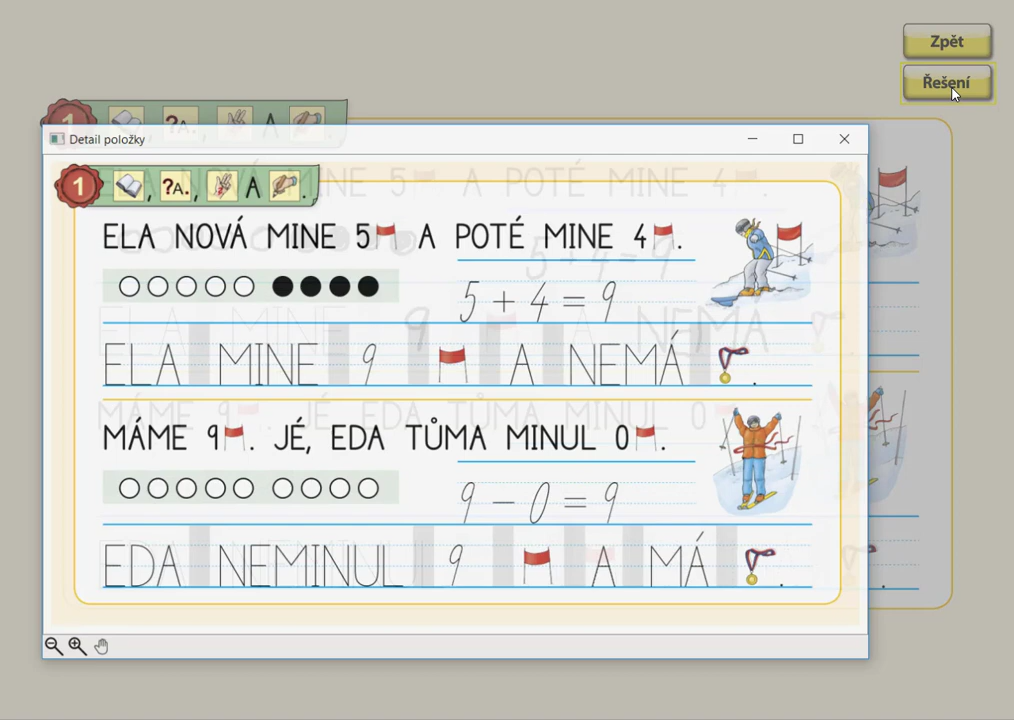 Zpět
Řešení
Detail položky
1 , ?A. , A .
ELA NOVÁ MINE 5 A POTÉ MINE 4 .
5 + 4 = 9
ELA MINE 9 A NEMÁ .
MÁME 9 . JÉ, EDA TŮMA MINUL 0 .
9 - 0 = 9
EDA NEMINUL 9 A MÁ .